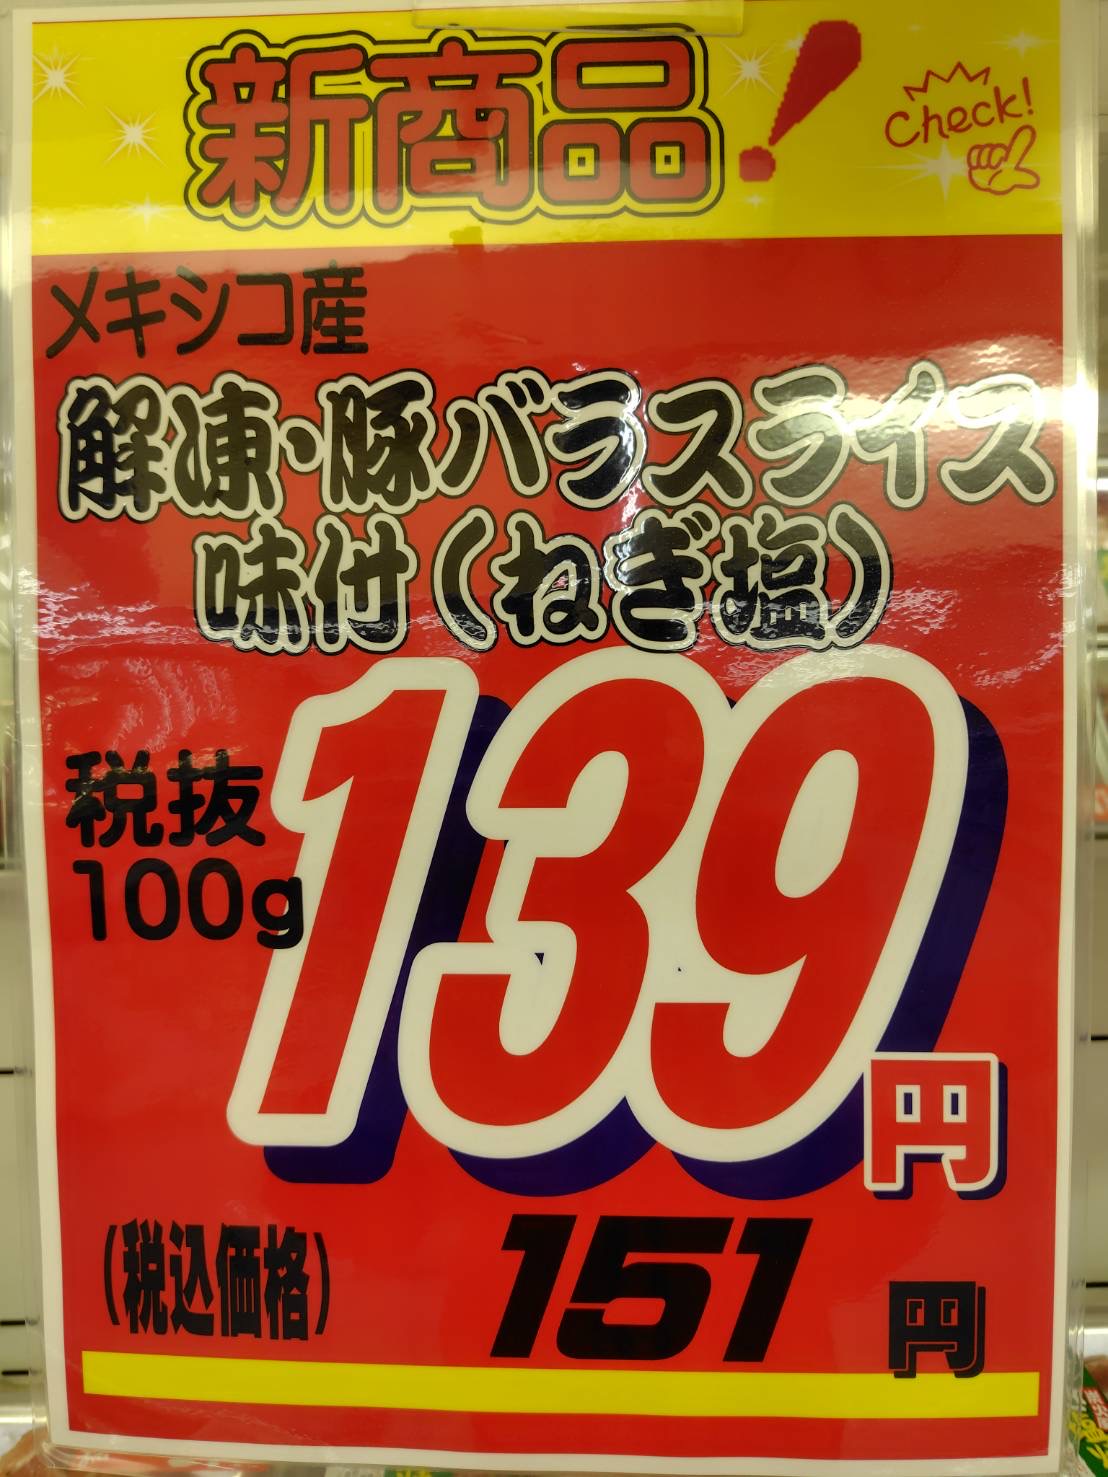 新商品!
Check!
メキシコ産
解凍・豚バラスライス
味付(ねぎ塩)
税抜
100g
139円
(税込価格) 151円